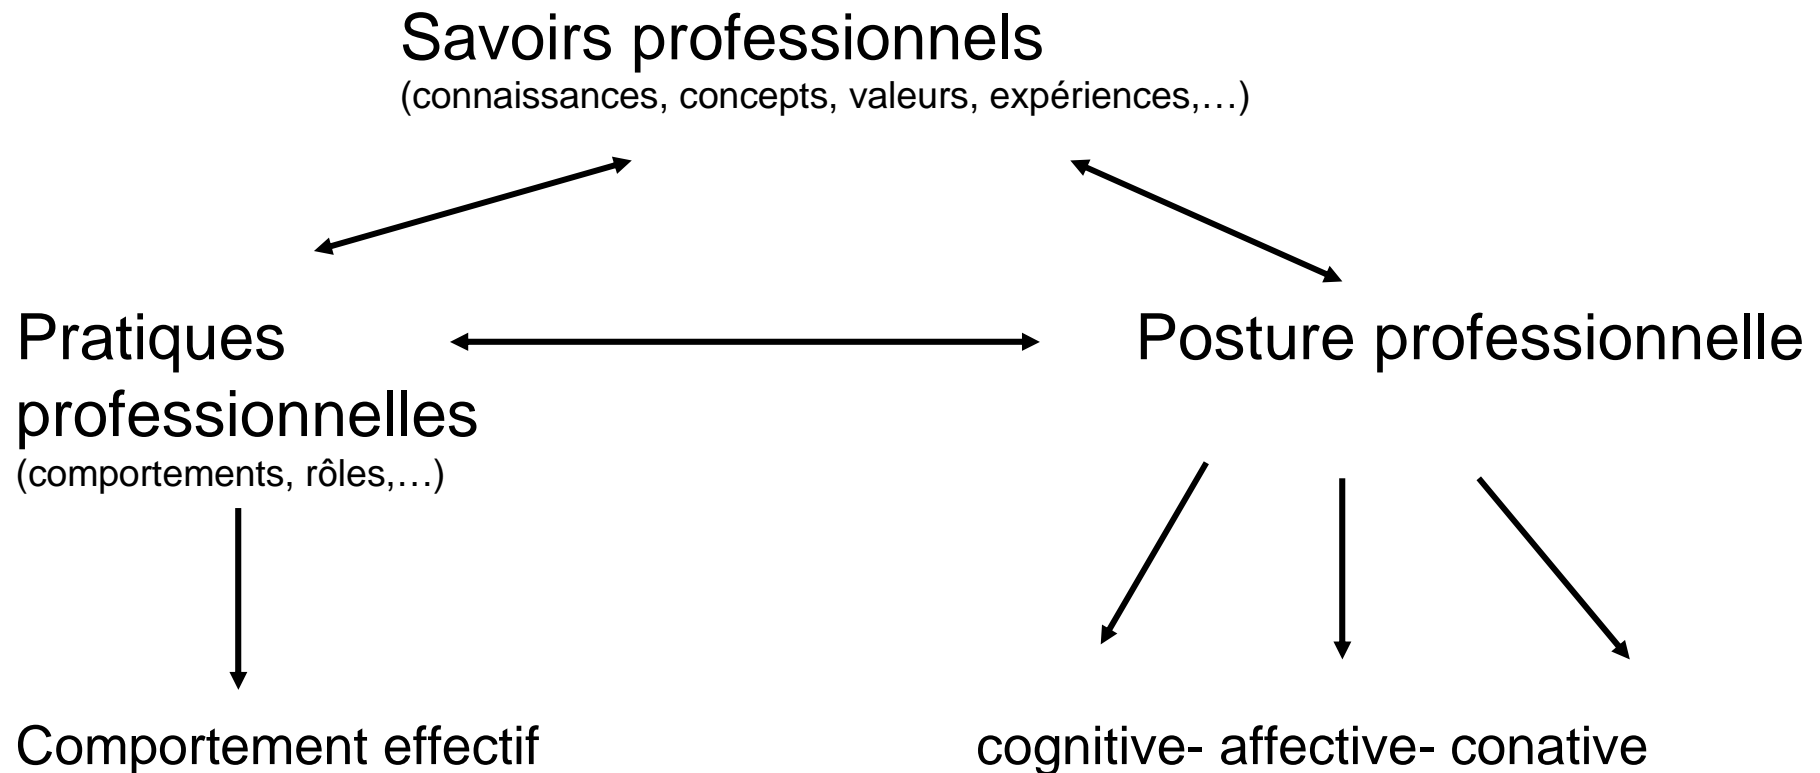 Savoirs professionnels
(connaissances, concepts, valeurs, expériences,…)
Pratiques
professionnelles
(comportements, rôles,…)
Posture professionnelle
Comportement effectif
cognitive- affective- conative